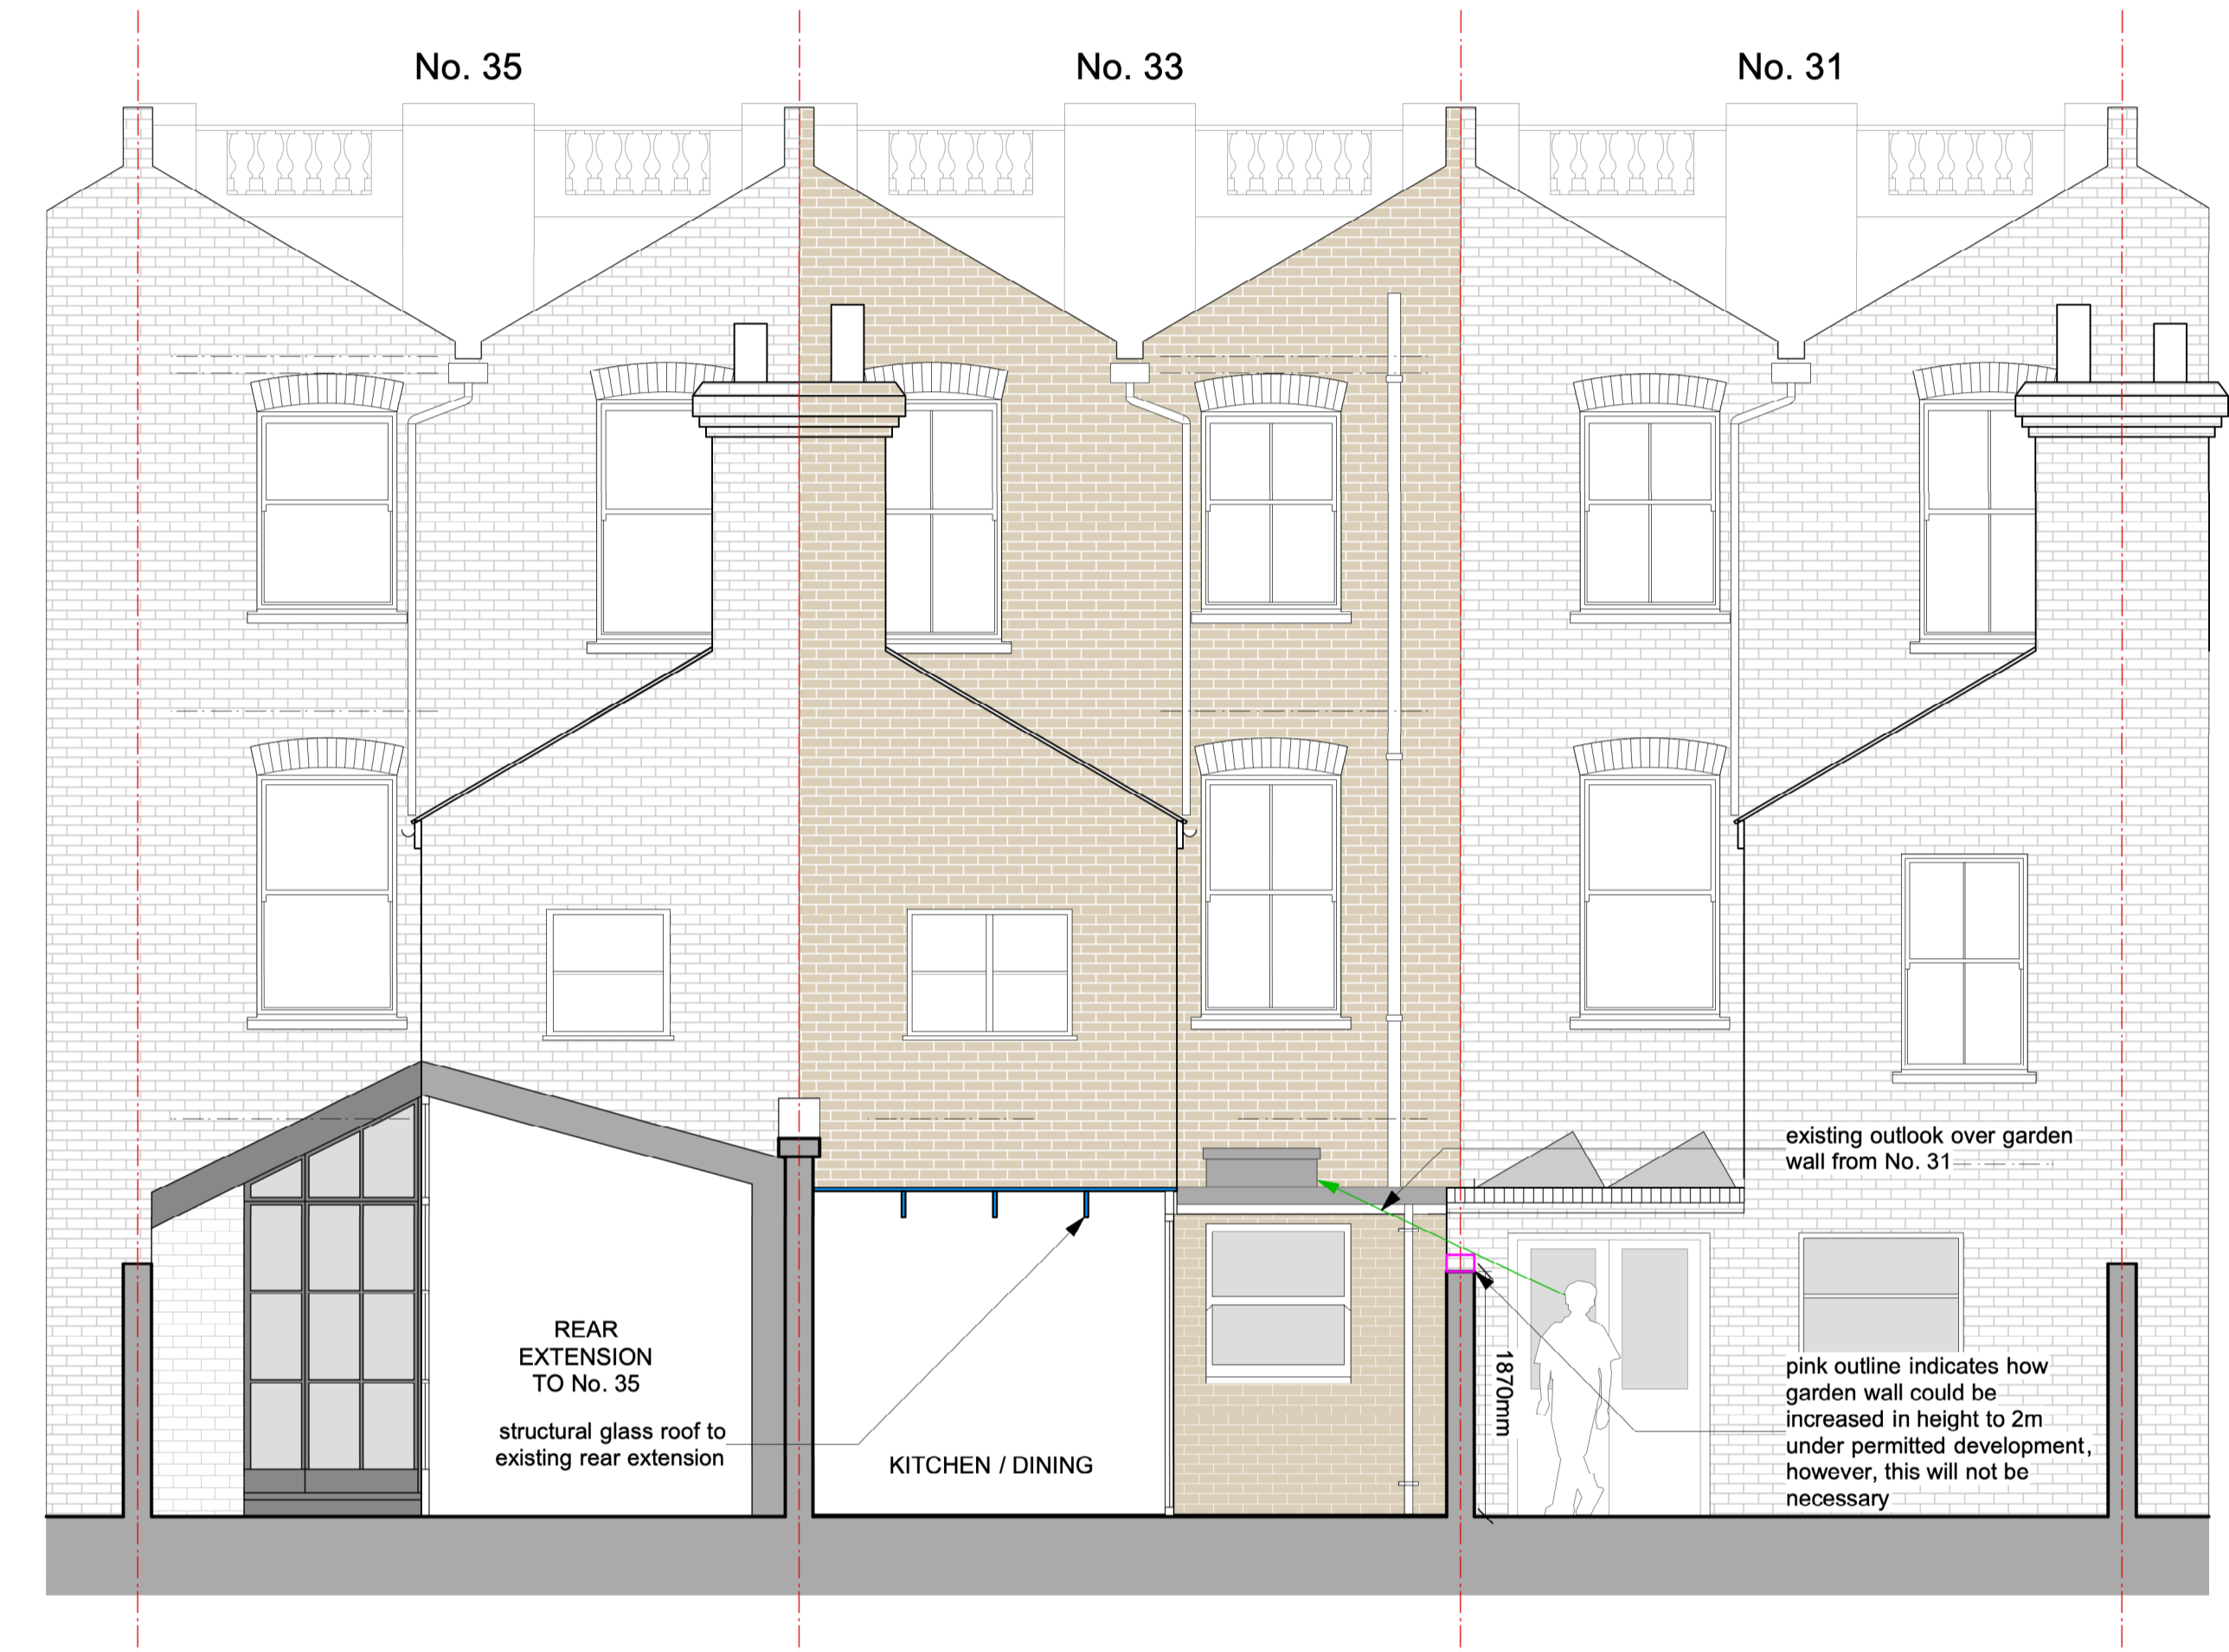 No. 35
No. 33
No. 31
existing outlook over garden
wall from No. 31
REAR
EXTENSION
TO No. 35
structural glass roof to
existing rear extension
KITCHEN / DINING
1870mm
pink outline indicates how
garden wall could be
increased in height to 2m
under permitted development,
however, this will not be
necessary